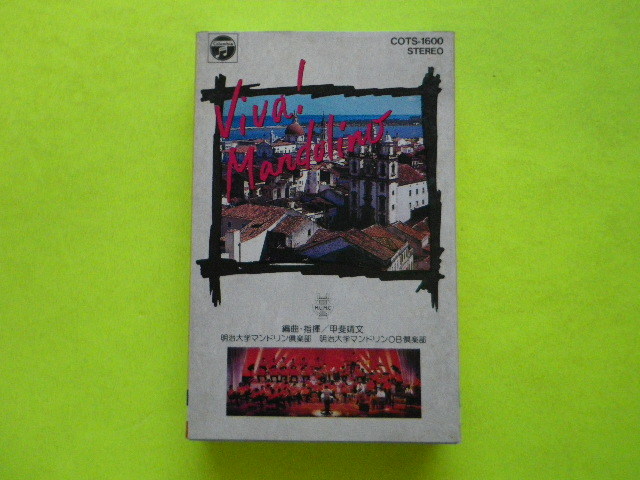 COTS-1600
STEREO
Viva!
Mandolino
編曲・指揮／甲斐靖文
明治大学マンドリン倶楽部 明治大学マンドリンOB倶楽部